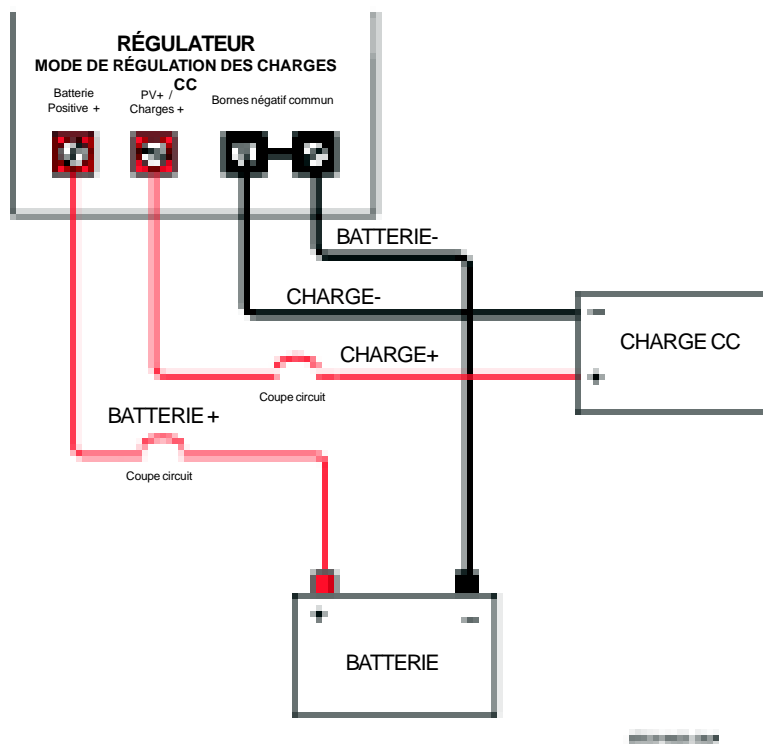 RÉGULATEUR
MODE DE RÉGULATION DES CHARGES
CC
Batterie
Positive +
PV+ /
Charges +
Bornes négatif commun
BATTERIE-
CHARGE-
CHARGE CC
CHARGE+
Coupe circuit
BATTERIE +
Coupe circuit
BATTERIE